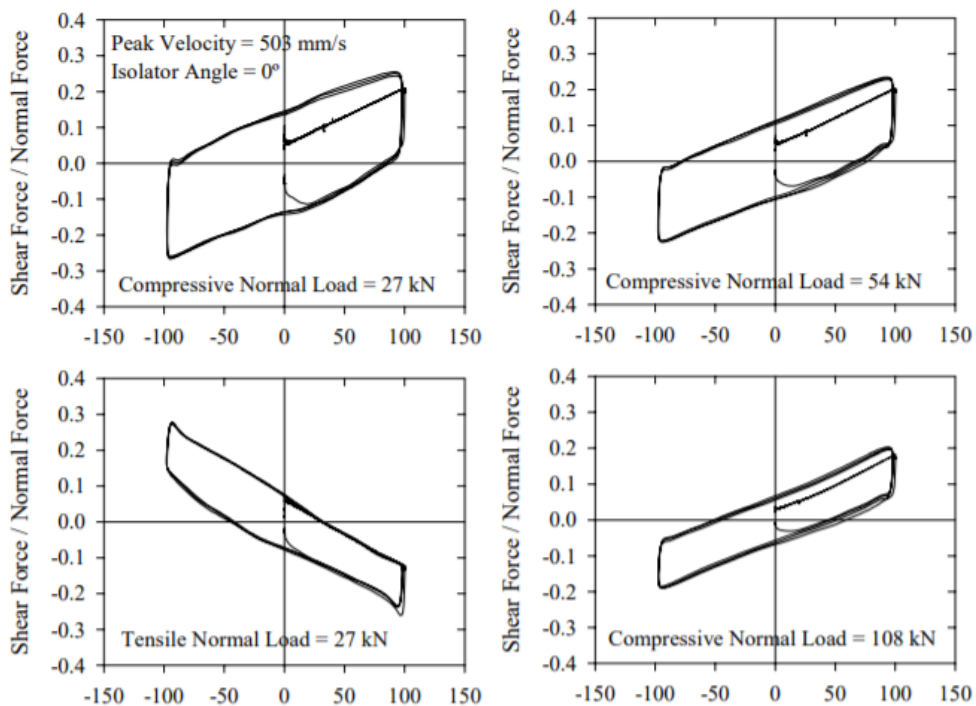 0.4
0.3
0.2
0.1
0.0
-0.1
-0.2
-0.3
-0.4
Shear Force / Normal Force
Peak Velocity = 503 mm/s
Isolator Angle = 0º
Compressive Normal Load = 27 kN
-150 -100 -50 0 50 100 150
0.4
0.3
0.2
0.1
0.0
-0.1
-0.2
-0.3
-0.4
Shear Force / Normal Force
Compressive Normal Load = 54 kN
-150 -100 -50 0 50 100 150
0.4
0.3
0.2
0.1
0.0
-0.1
-0.2
-0.3
-0.4
Shear Force / Normal Force
Tensile Normal Load = 27 kN
-150 -100 -50 0 50 100 150
0.4
0.3
0.2
0.1
0.0
-0.1
-0.2
-0.3
-0.4
Shear Force / Normal Force
Compressive Normal Load = 108 kN
-150 -100 -50 0 50 100 150